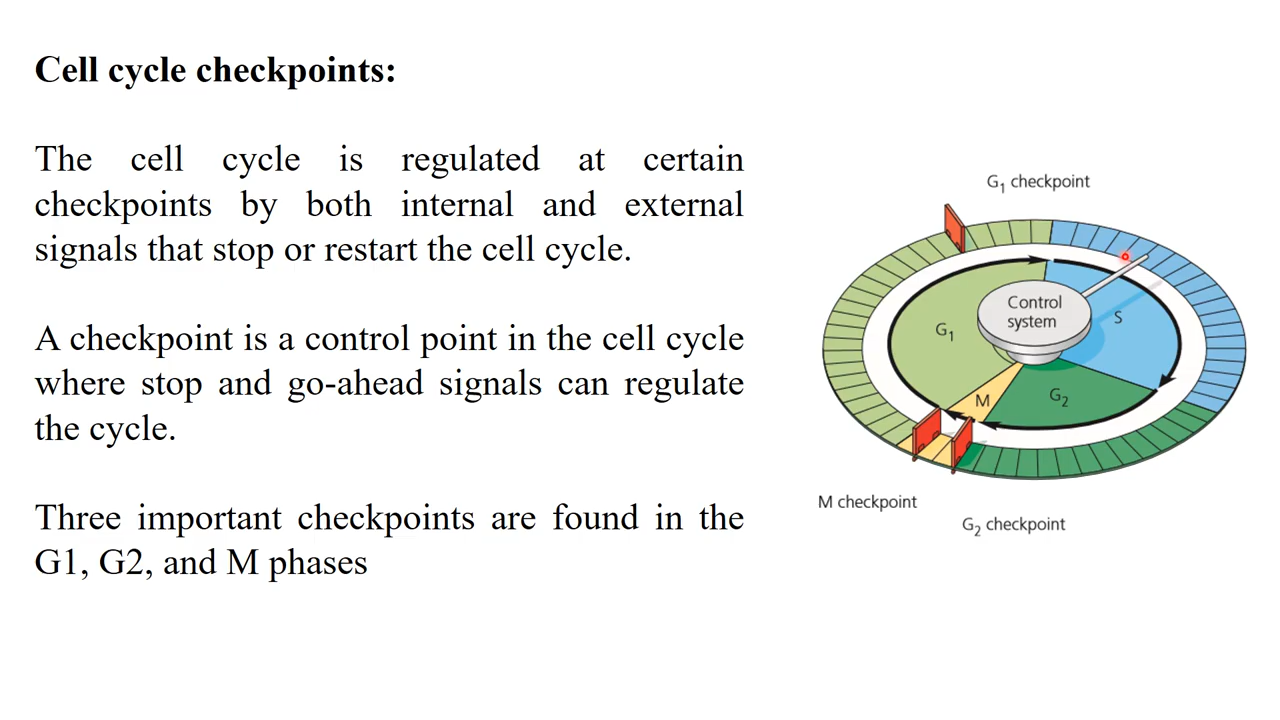 Cell cycle checkpoints:
The cell cycle is regulated at certain
checkpoints by both internal and external
signals that stop or restart the cell cycle.
A checkpoint is a control point in the cell cycle
where stop and go-ahead signals can regulate
the cycle.
Three important checkpoints are found in the
G1, G2, and M phases
G₁ checkpoint
Control
system
G₁
S
M
G₂
M checkpoint
G₂ checkpoint